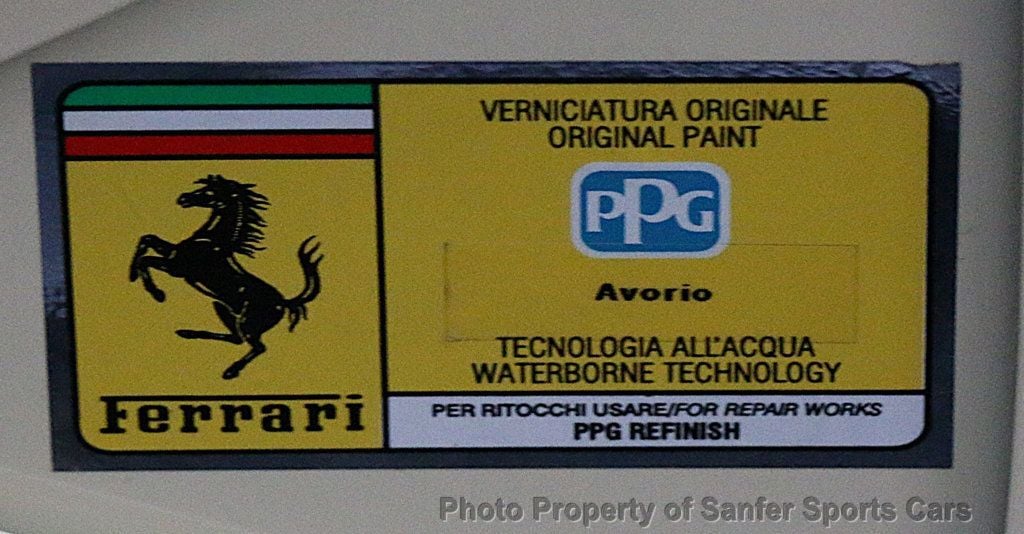 VERNICIATURA ORIGINALE
ORIGINAL PAINT
PPG
Avorio
TECNOLOGIA ALL'ACQUA
WATERBORNE TECHNOLOGY
Ferrari
PER RITOCCHI USARE/FOR REPAIR WORKS
PPG REFINISH
Photo Property of Sanfer Sports Cars